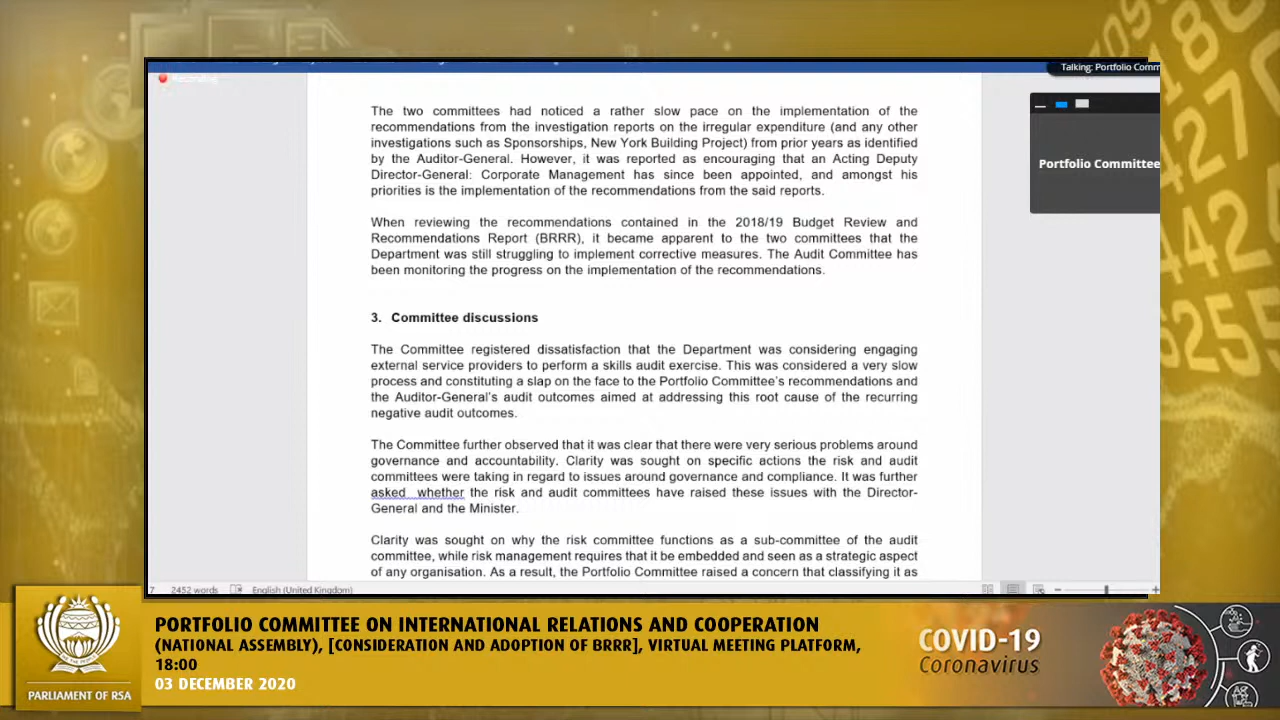 Recording
Talking: Portfolio Comm
Portfolio Committee
The two committees had noticed a rather slow pace on the implementation of the
recommendations from the investigation reports on the irregular expenditure (and any other
investigations such as Sponsorships, New York Building Project) from prior years as identified
by the Auditor-General. However, it was reported as encouraging that an Acting Deputy
Director-General: Corporate Management has since been appointed, and amongst his
priorities is the implementation of the recommendations from the said reports.
When reviewing the recommendations contained in the 2018/19 Budget Review and
Recommendations Report (BRRR), it became apparent to the two committees that the
Department was still struggling to implement corrective measures. The Audit Committee has
been monitoring the progress on the implementation of the recommendations.
3. Committee discussions
The Committee registered dissatisfaction that the Department was considering engaging
external service providers to perform a skills audit exercise. This was considered a very slow
process and constituting a slap on the face to the Portfolio Committee's recommendations and
the Auditor-General's audit outcomes aimed at addressing this root cause of the recurring
negative audit outcomes.
The Committee further observed that it was clear that there were very serious problems around
governance and accountability. Clarity was sought on specific actions the risk and audit
committees were taking in regard to issues around governance and compliance. It was further
asked whether the risk and audit committees have raised these issues with the Director-
General and the Minister.
Clarity was sought on why the risk committee functions as a sub-committee of the audit
committee, while risk management requires that it be embedded and seen as a strategic aspect
of any organisation. As a result, the Portfolio Committee raised a concern that classifying it as
7 2452 words English (United Kingdom)
PARLIAMENT OF RSA
PORTFOLIO COMMITTEE ON INTERNATIONAL RELATIONS AND COOPERATION
(NATIONAL ASSEMBLY), [CONSIDERATION AND ADOPTION OF BRRR], VIRTUAL MEETING PLATFORM,
18:00
03 DECEMBER 2020
COVID-19
Coronavirus